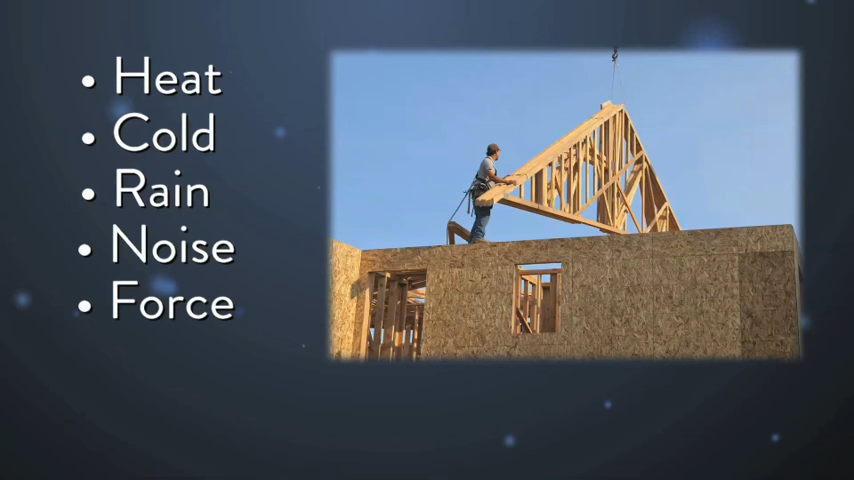 • Heat
• Cold
• Rain
• Noise
• Force